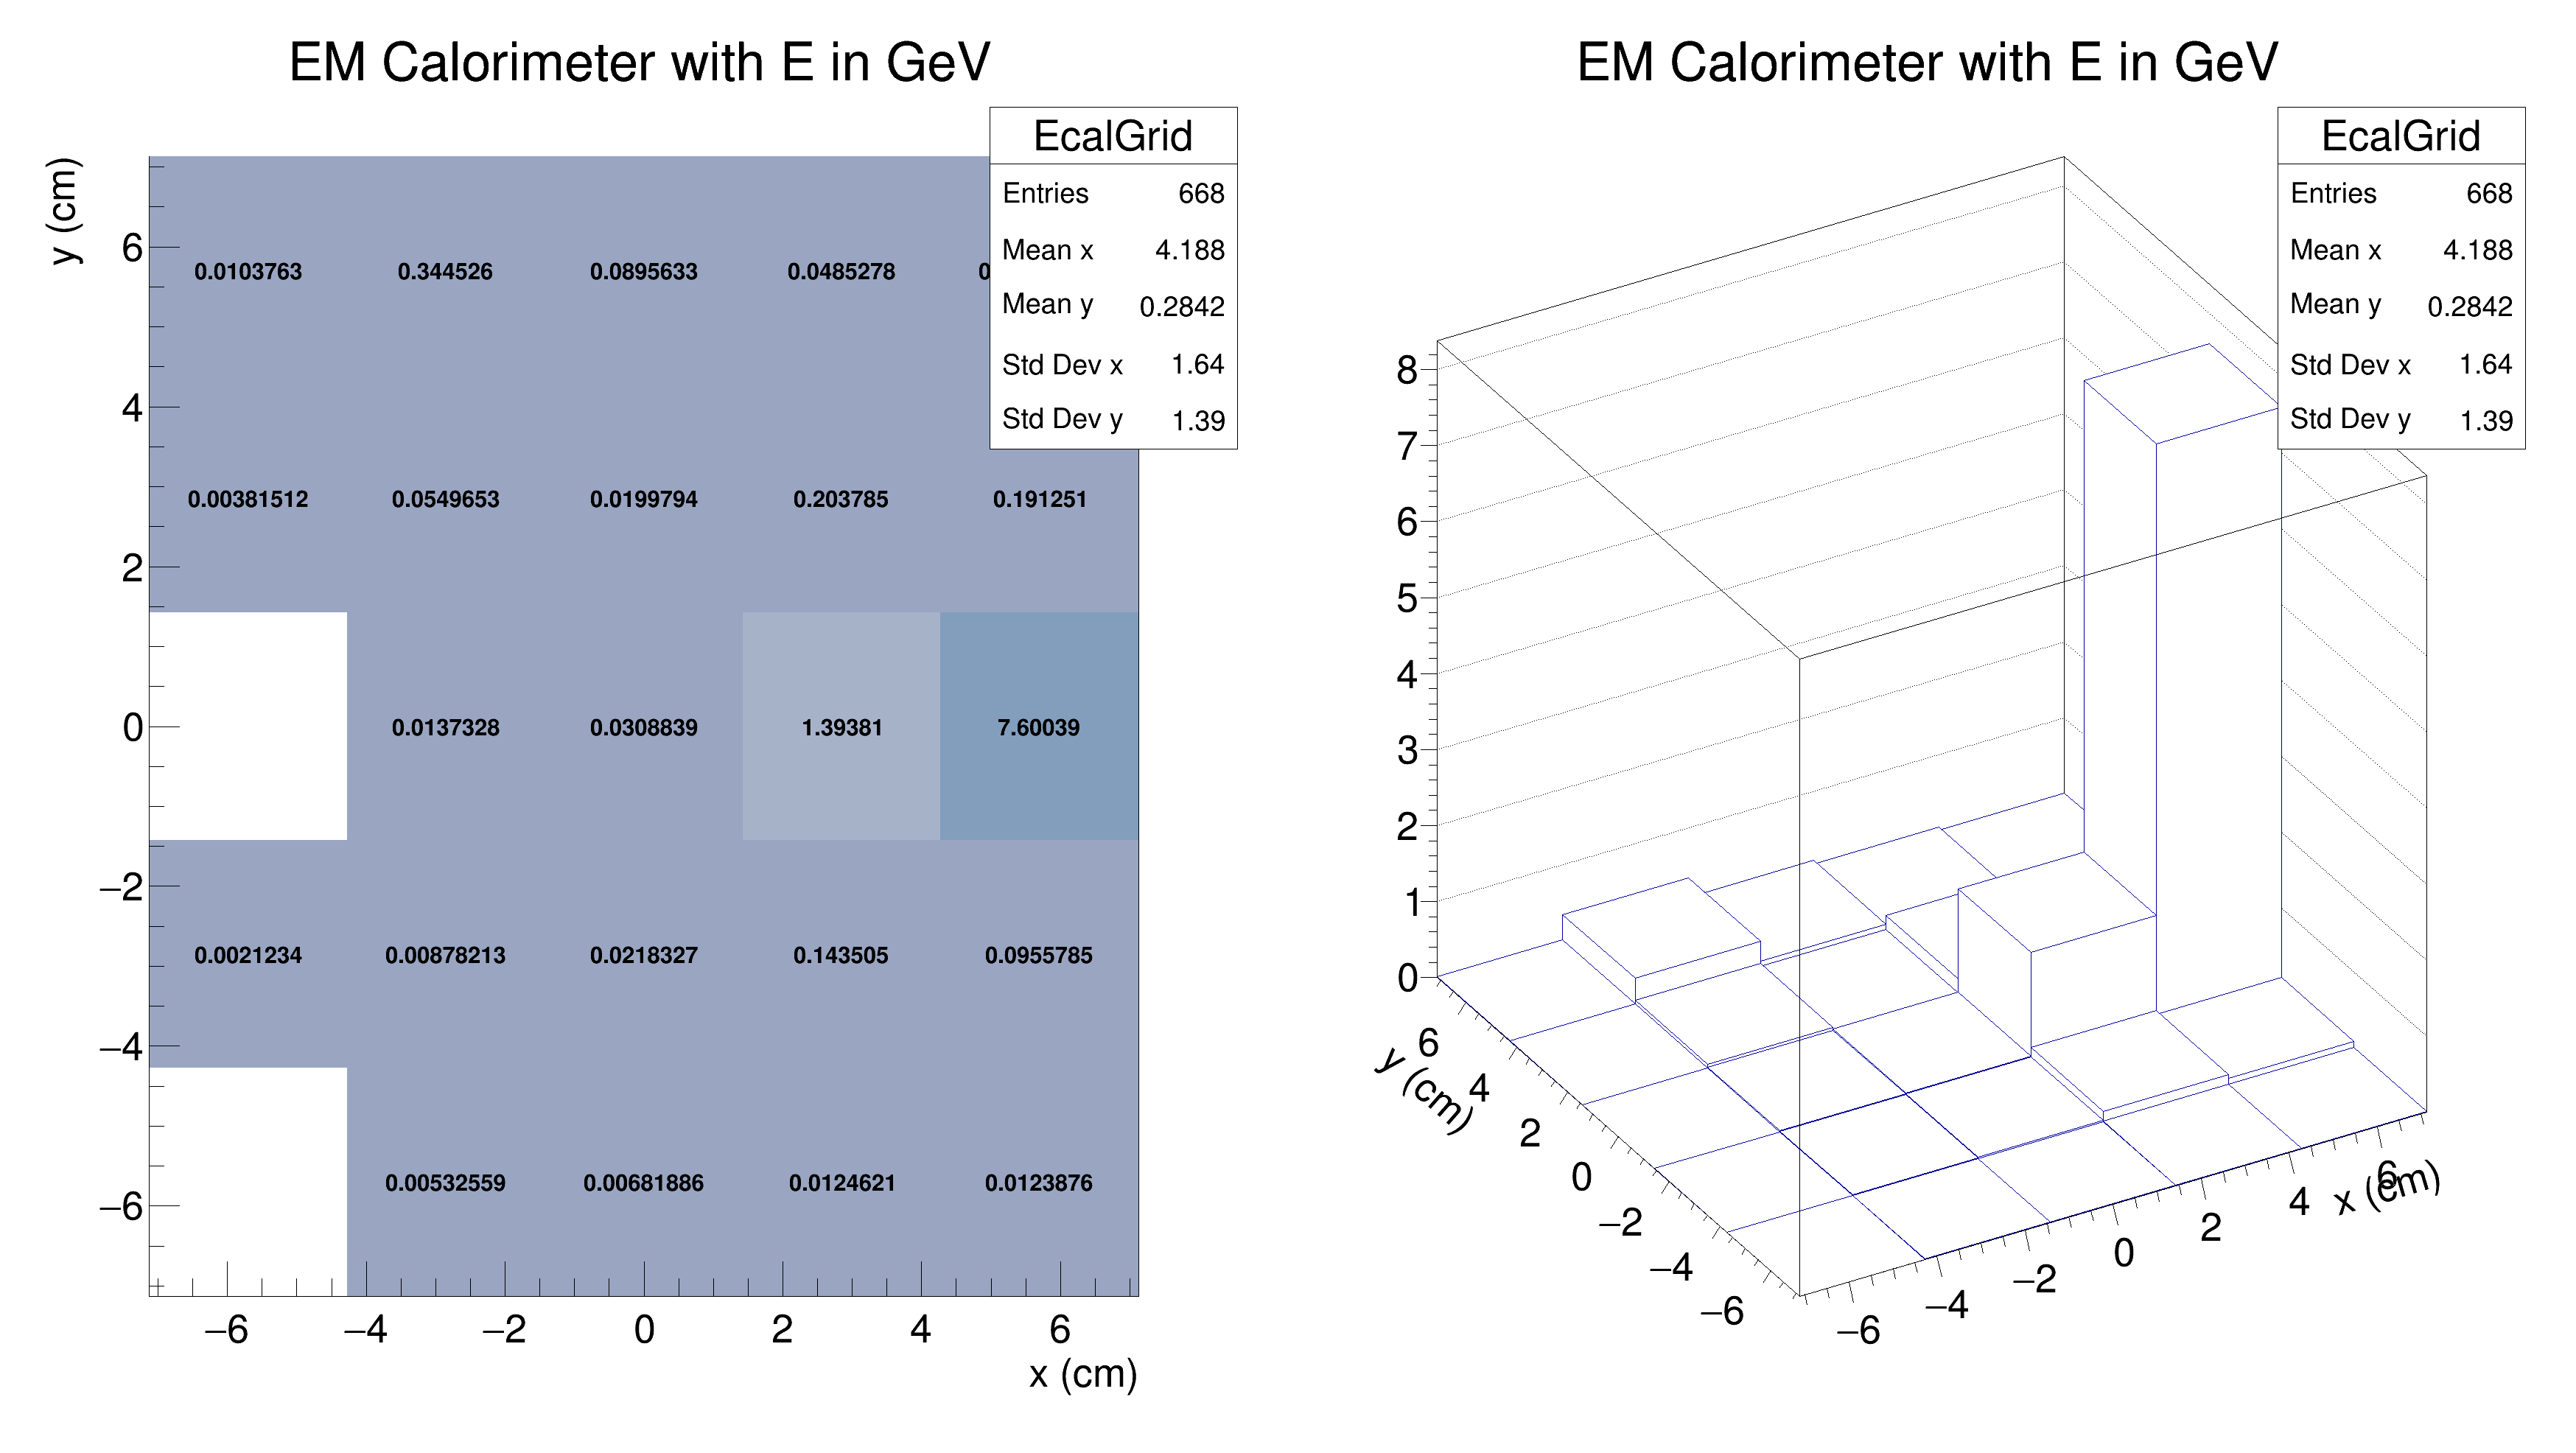 EM Calorimeter with E in GeV
EcalGrid
Entries 668
Mean x 4.188
Mean y 0.2842
Std Dev x 1.64
Std Dev y 1.39
y (cm)
6
4
2
0
−2
−4
−6
0.0103763 0.344526 0.0895633 0.0485278
0.00381512 0.0549653 0.0199794 0.203785 0.191251
0.0137328 0.0308839 1.39381 7.60039
0.0021234 0.00878213 0.0218327 0.143505 0.0955785
0.00532559 0.00681886 0.0124621 0.0123876
−6 −4 −2 0 2 4 6
x (cm)
EM Calorimeter with E in GeV
EcalGrid
Entries 668
Mean x 4.188
Mean y 0.2842
Std Dev x 1.64
Std Dev y 1.39
8
7
6
5
4
3
2
1
0
y (cm)
6
4
2
0
−2
−4
−6
−6 −4 −2 0 2 4 6
x (cm)